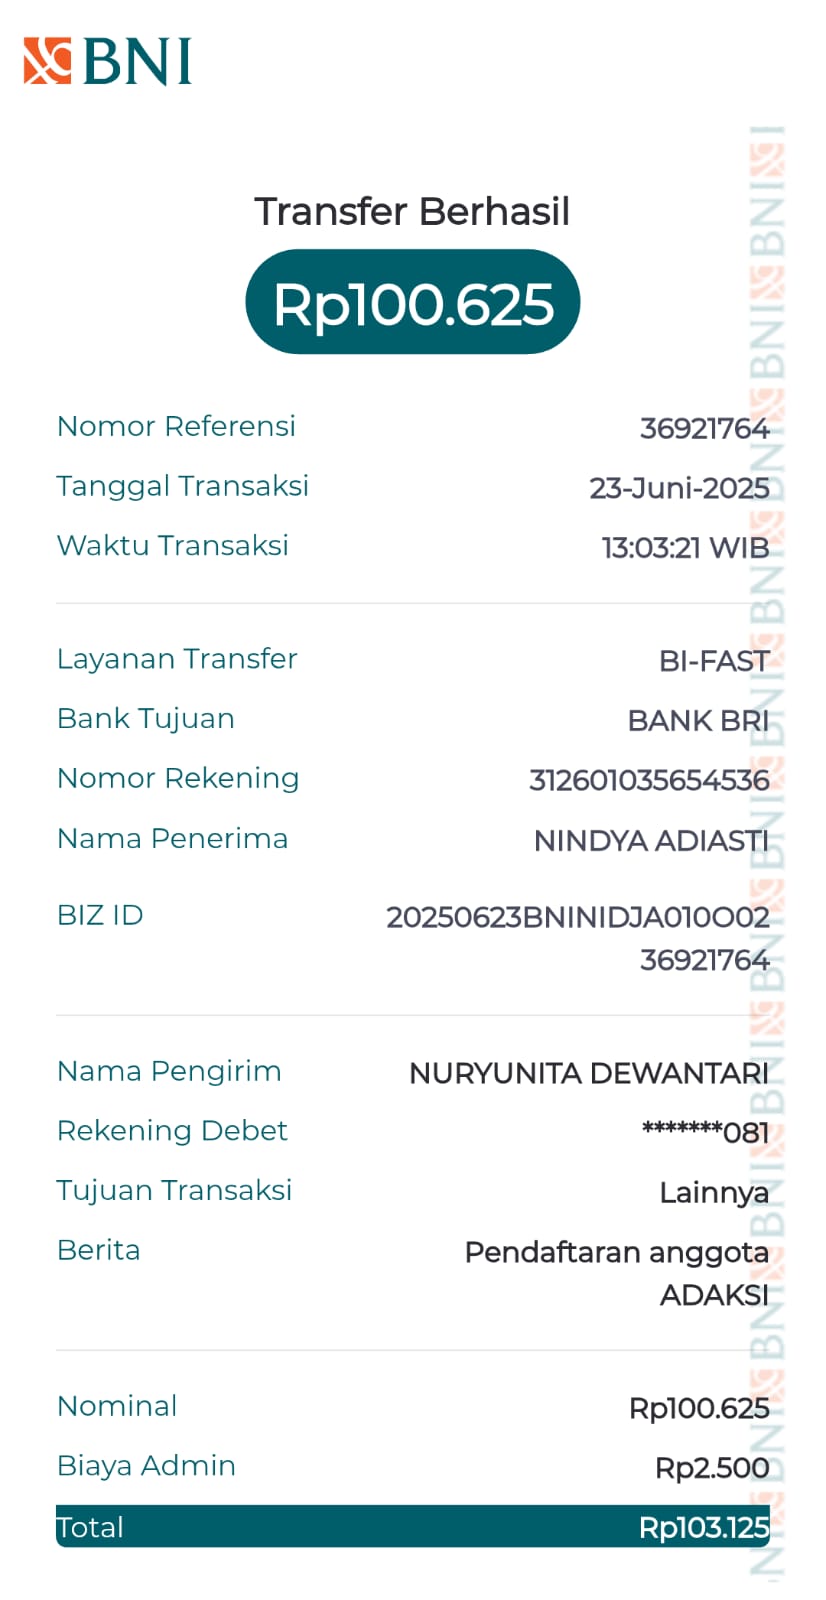 BNI
Transfer Berhasil
Rp100.625
Nomor Referensi 36921764
Tanggal Transaksi 23-Juni-2025
Waktu Transaksi 13:03:21 WIB
Layanan Transfer BI-FAST
Bank Tujuan BANK BRI
Nomor Rekening 312601035654536
Nama Penerima NINDYA ADIASTI
BIZ ID 20250623BNINIDJA010O02
36921764
Nama Pengirim NURYUNITA DEWANTARI
Rekening Debet *******081
Tujuan Transaksi Lainnya
Berita Pendaftaran anggota
ADAKSI
Nominal Rp100.625
Biaya Admin Rp2.500
Total Rp103.125
BNI BNI BNI BNI BNI BNI BNI BNI BNI BNI BNI